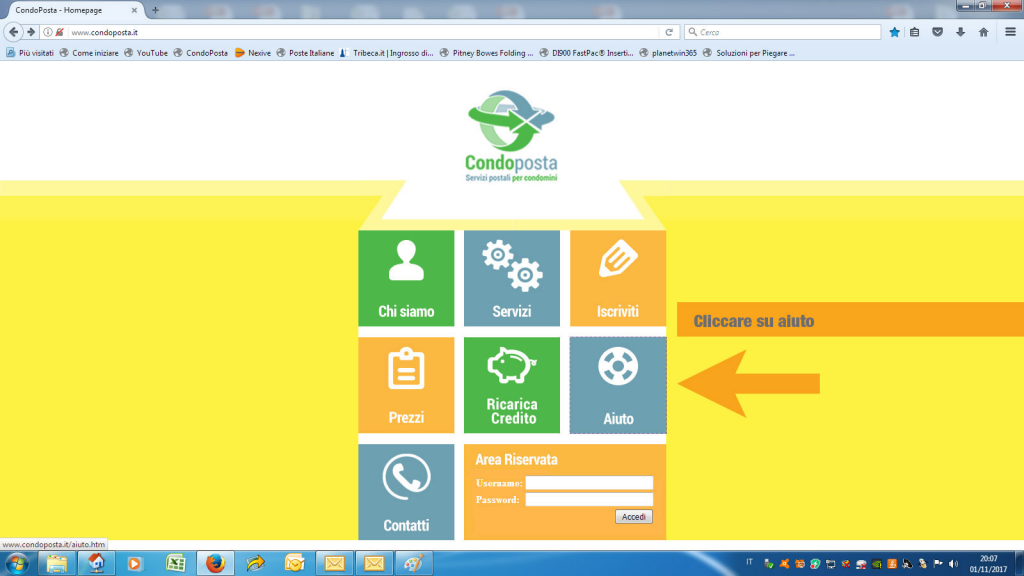 CondoPosta - Homepage
www.condoposta.it
Cerca
Più visitati
Come iniziare
YouTube
CondoPosta
Nexive
Poste Italiane
Tribeca.it | Ingrosso di...
Pitney Bowes Folding ...
DI900 FastPac® Inserti...
planetwin365
Soluzioni per Piegare ...
Condoposta
Servizi postali per condomini
Chi siamo
Servizi
Iscriviti
Cliccare su aiuto
Prezzi
Ricarica
Credito
Aiuto
Area Riservata
Username:
Password:
Accedi
Contatti
www.condoposta.it/aiuto.htm
IT
20:07
01/11/2017